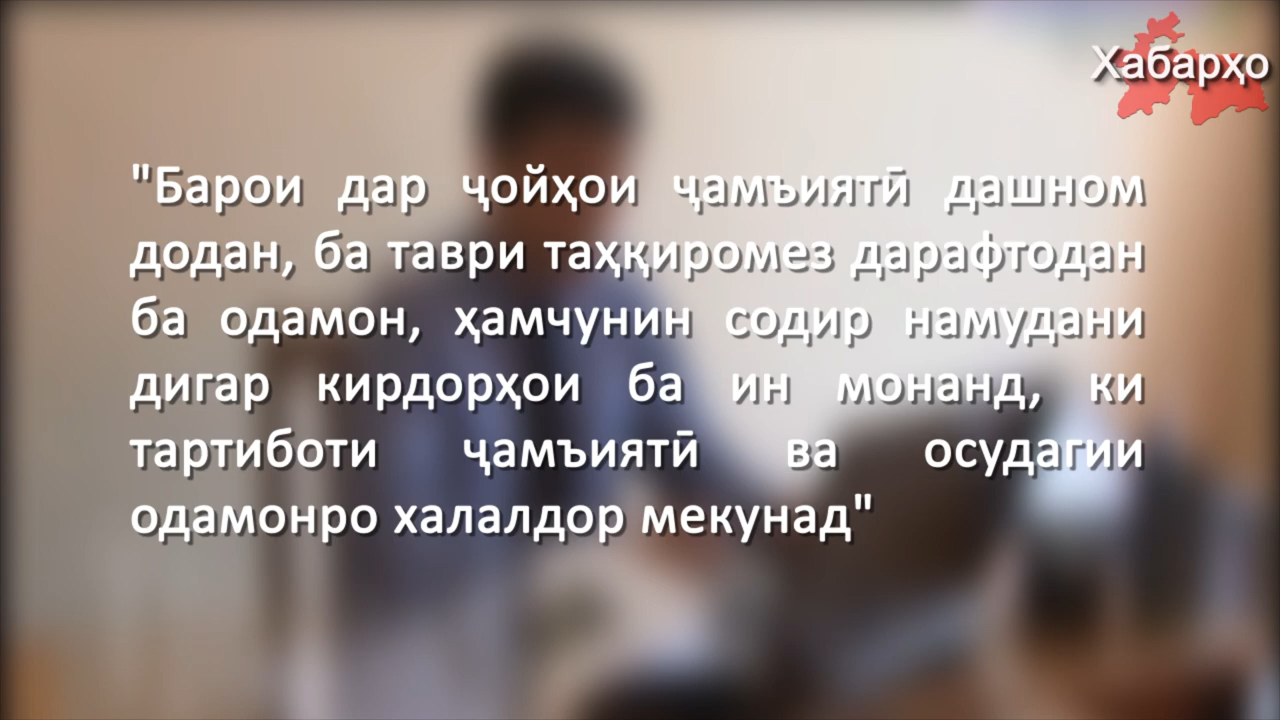 Хабарҳо
"Барои дар ҷойҳои ҷамъиятӣ дашном
додан, ба таври таҳқиромез дарафтодан
ба одамон, ҳамчунин содир намудани
дигар кирдорҳои ба ин монанд, ки
тартиботи ҷамъиятӣ ва осудагии
одамонро халалдор мекунад"